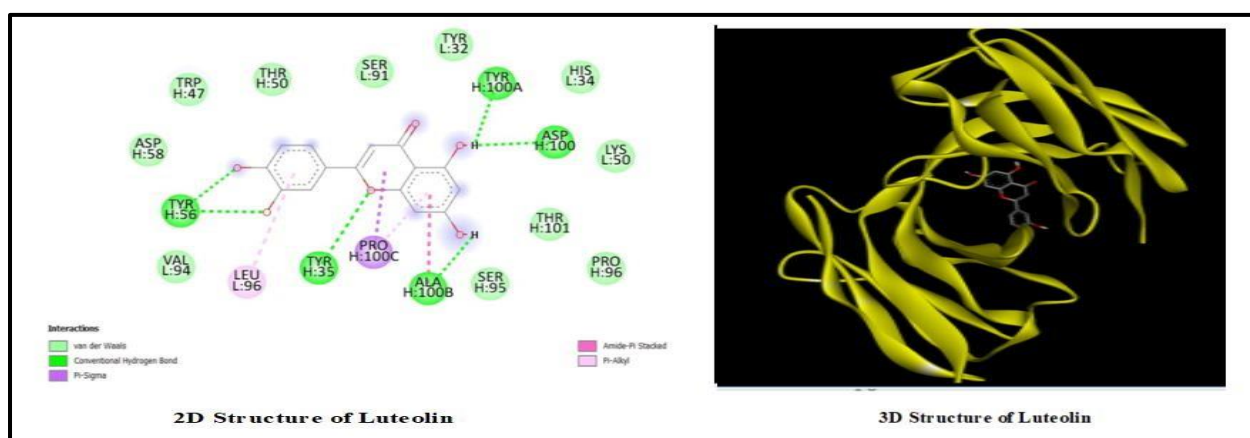 TYR
L:32
SER
L:91
THR
H:50
TRP
H:47
TYR
H:100A
HIS
L:34
ASP
H:58
ASP
H:100
LYS
L:50
H
TYR
H:56
THR
H:101
H
VAL
L:94
LEU
L:96
TYR
H:35
PRO
H:100C
ALA
H:100B
SER
H:95
PRO
H:96
Interactions
van der Waals
Conventional Hydrogen Bond
Pi-Sigma
Amide-Pi Stacked
Pi-Alkyl
2D Structure of Luteolin
3D Structure of Luteolin